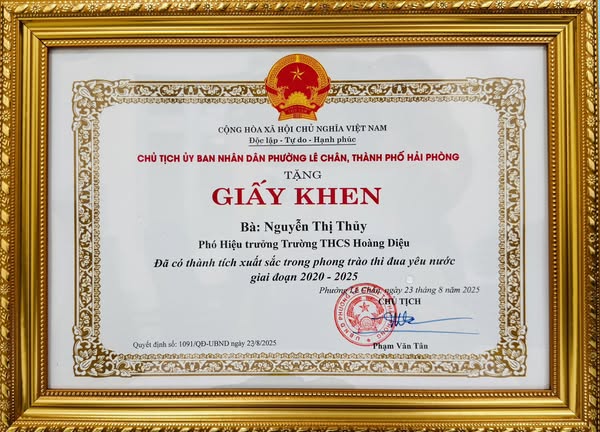 CỘNG HÒA XÃ HỘI CHỦ NGHĨA VIỆT NAM
Độc lập - Tự do - Hạnh phúc
CHỦ TỊCH ỦY BAN NHÂN DÂN PHƯỜNG LÊ CHÂN, THÀNH PHỐ HẢI PHÒNG
TẶNG
GIẤY KHEN
Bà: Nguyễn Thị Thủy
Phó Hiệu trưởng Trường THCS Hoàng Diệu
Đã có thành tích xuất sắc trong phong trào thi đua yêu nước
giai đoạn 2020 - 2025
Phường Lê Chân, ngày 23 tháng 8 năm 2025
CHỦ TỊCH
Quyết định số: 1091/QĐ-UBND ngày 23/8/2025
Phạm Văn Tân